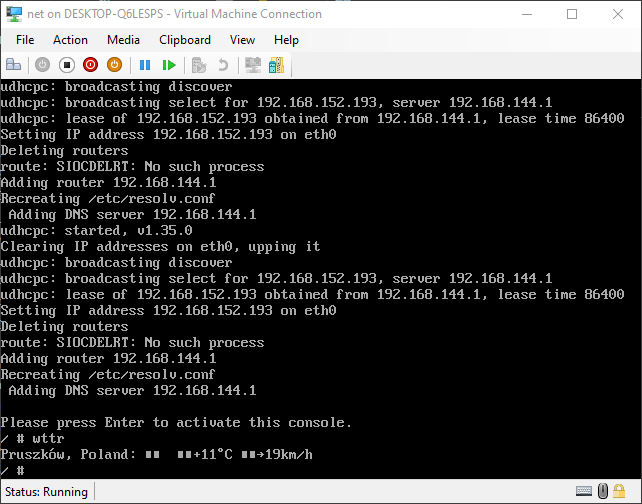 net on DESKTOP-Q6LESPS - Virtual Machine Connection
File Action Media Clipboard View Help
udhcpc: broadcasting discover
udhcpc: broadcasting select for 192.168.152.193, server 192.168.144.1
udhcpc: lease of 192.168.152.193 obtained from 192.168.144.1, lease time 86400
Setting IP address 192.168.152.193 on eth0
Deleting routers
route: SIOCDELRT: No such process
Adding router 192.168.144.1
Recreating /etc/resolv.conf
 Adding DNS server 192.168.144.1
udhcpc: started, v1.35.0
Clearing IP addresses on eth0, upping it
udhcpc: broadcasting discover
udhcpc: broadcasting select for 192.168.152.193, server 192.168.144.1
udhcpc: lease of 192.168.152.193 obtained from 192.168.144.1, lease time 86400
Setting IP address 192.168.152.193 on eth0
Deleting routers
route: SIOCDELRT: No such process
Adding router 192.168.144.1
Recreating /etc/resolv.conf
 Adding DNS server 192.168.144.1
Please press Enter to activate this console.
/ # wttr
Pruszków, Poland: ■■  ■■+11°C ■■→19km/h
/ #
Status: Running